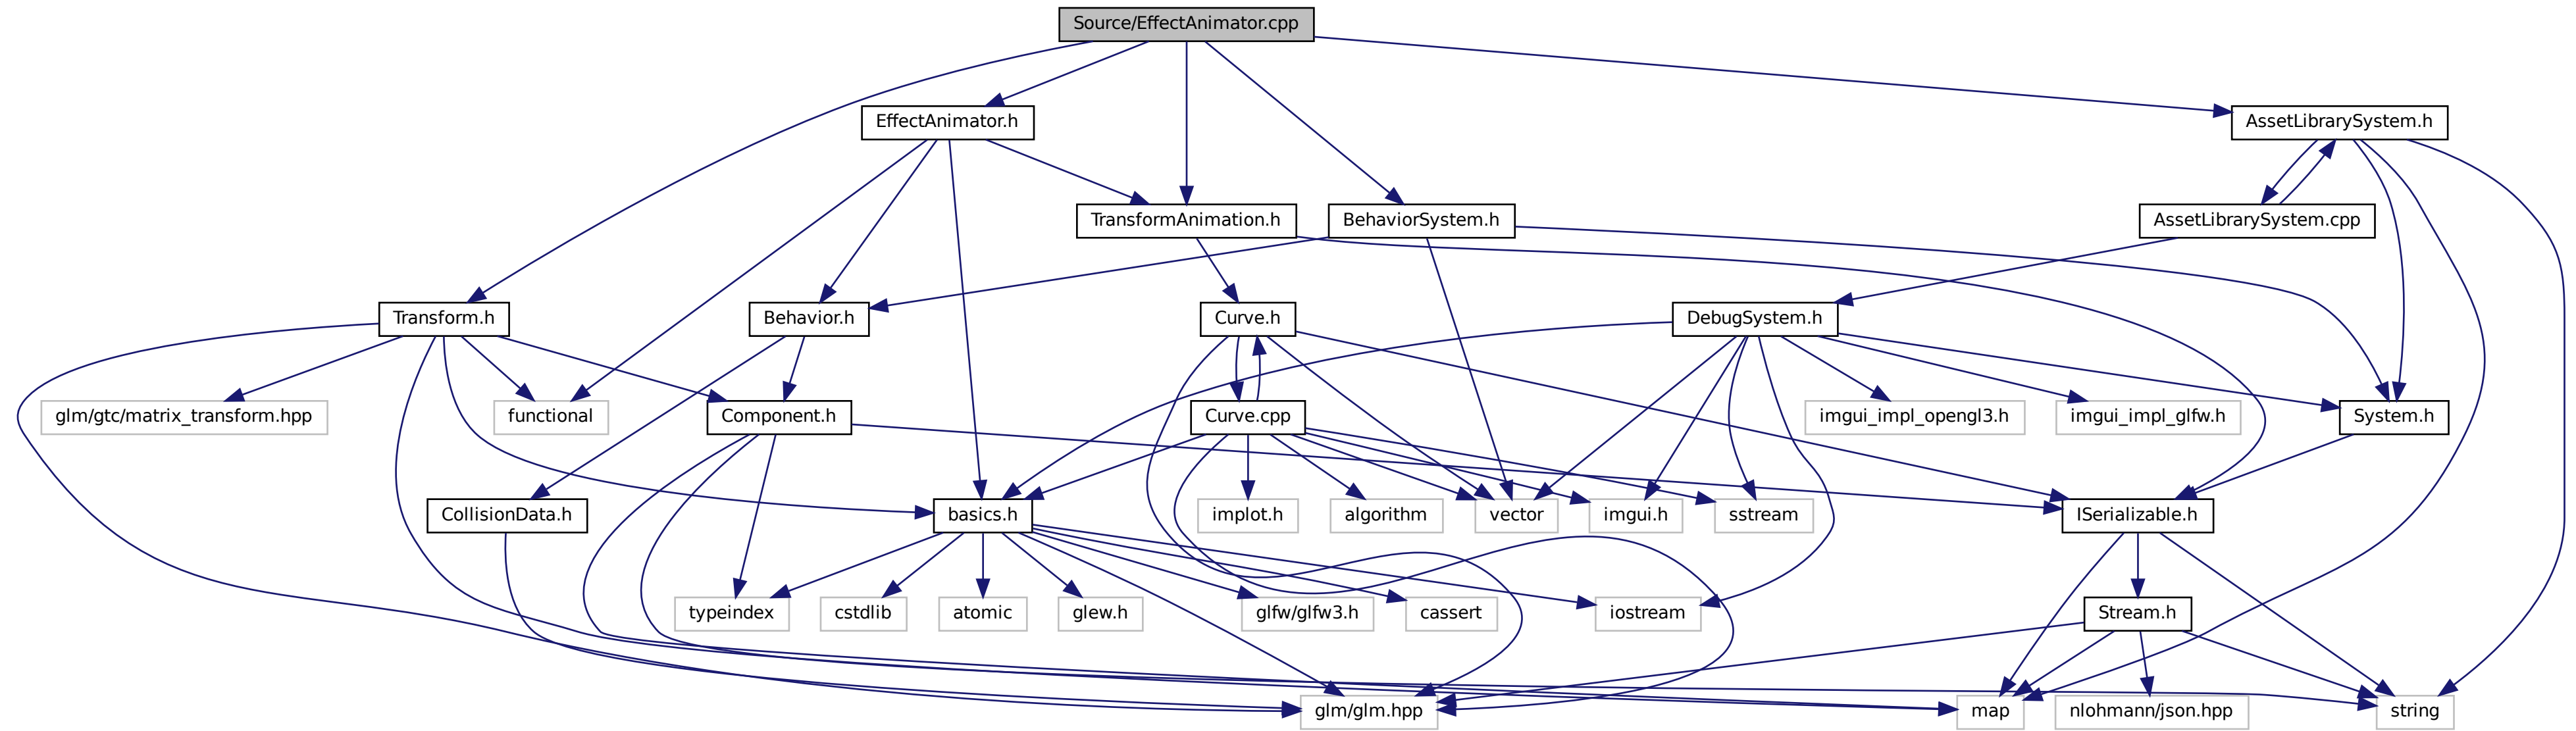 Source/EffectAnimator.cpp
EffectAnimator.h
AssetLibrarySystem.h
TransformAnimation.h
BehaviorSystem.h
AssetLibrarySystem.cpp
Transform.h
Behavior.h
Curve.h
DebugSystem.h
glm/gtc/matrix_transform.hpp
functional
Component.h
Curve.cpp
imgui_impl_opengl3.h
imgui_impl_glfw.h
System.h
CollisionData.h
basics.h
implot.h
algorithm
vector
imgui.h
sstream
ISerializable.h
typeindex
cstdlib
atomic
glew.h
glfw/glfw3.h
cassert
iostream
Stream.h
glm/glm.hpp
map
nlohmann/json.hpp
string